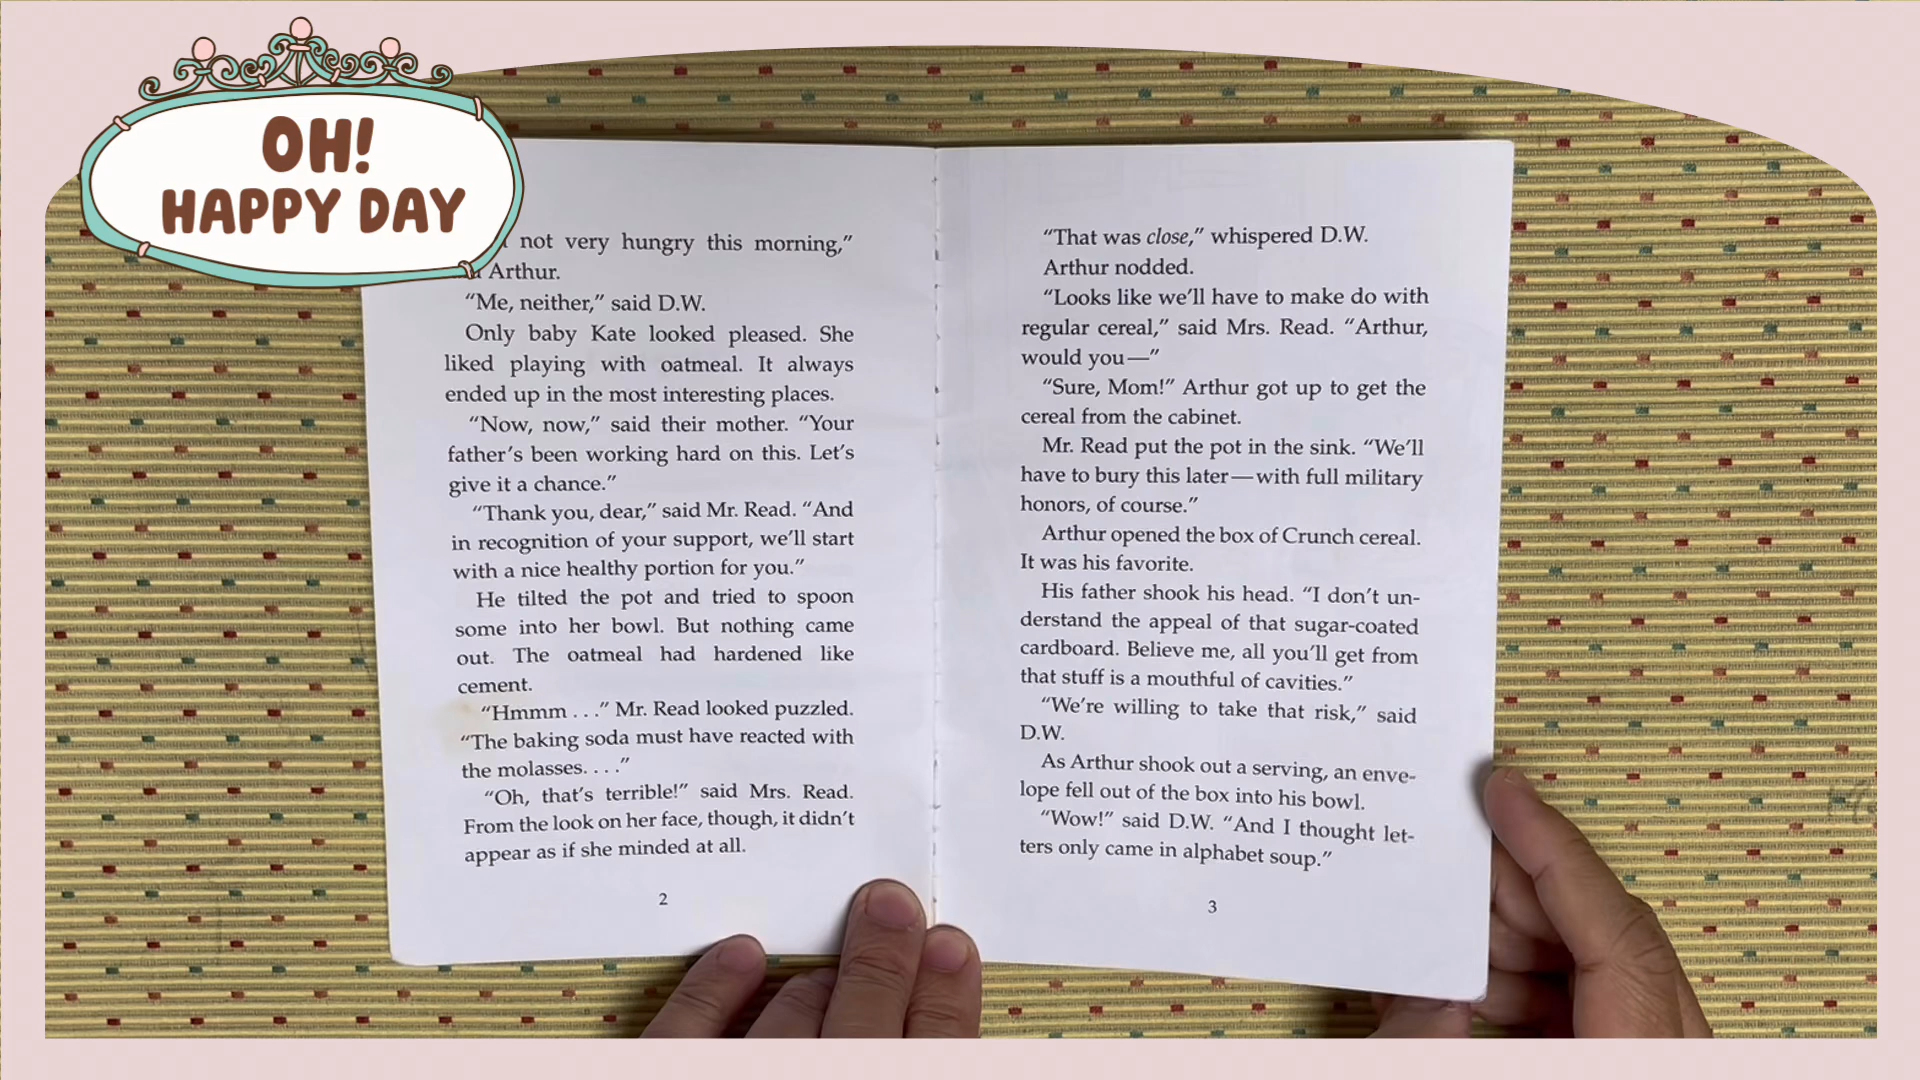 OH!
HAPPY DAY
not very hungry this morning,”
Arthur.
“Me, neither,” said D.W.
Only baby Kate looked pleased. She
liked playing with oatmeal. It always
ended up in the most interesting places.
“Now, now,” said their mother. “Your
father’s been working hard on this. Let’s
give it a chance.”
“Thank you, dear,” said Mr. Read. “And
in recognition of your support, we’ll start
with a nice healthy portion for you.”
He tilted the pot and tried to spoon
some into her bowl. But nothing came
out. The oatmeal had hardened like
cement.
“Hmmm . . .” Mr. Read looked puzzled.
“The baking soda must have reacted with
the molasses. . . .”
“Oh, that’s terrible!” said Mrs. Read.
From the look on her face, though, it didn’t
appear as if she minded at all.
2
“That was close,” whispered D.W.
Arthur nodded.
“Looks like we’ll have to make do with
regular cereal,” said Mrs. Read. “Arthur,
would you—”
“Sure, Mom!” Arthur got up to get the
cereal from the cabinet.
Mr. Read put the pot in the sink. “We’ll
have to bury this later—with full military
honors, of course.”
Arthur opened the box of Crunch cereal.
It was his favorite.
His father shook his head. “I don’t un-
derstand the appeal of that sugar-coated
cardboard. Believe me, all you’ll get from
that stuff is a mouthful of cavities.”
“We’re willing to take that risk,” said
D.W.
As Arthur shook out a serving, an enve-
lope fell out of the box into his bowl.
“Wow!” said D.W. “And I thought let-
ters only came in alphabet soup.”
3